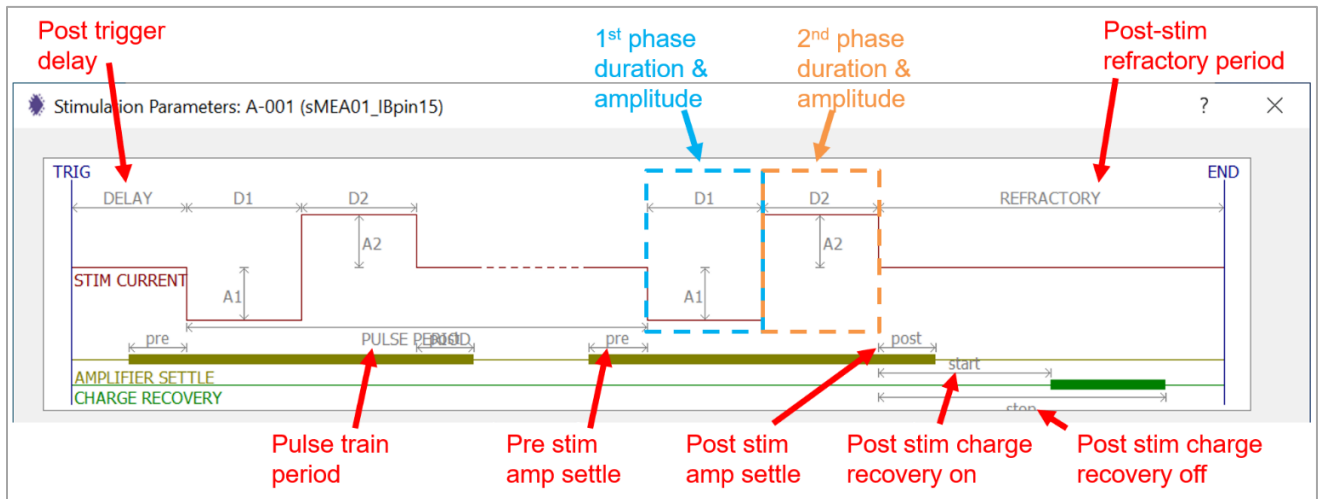 Post trigger
delay
1st phase
duration &
amplitude
2nd phase
duration &
amplitude
Post-stim
refractory period
Stimulation Parameters: A-001 (sMEA01_IBpin15)
?
TRIG
END
DELAY
D1
D2
D1
D2
REFRACTORY
A2
A2
STIM CURRENT
A1
A1
pre
PULSE PERIOD
post
pre
post
AMPLIFIER SETTLE
start
CHARGE RECOVERY
stop
Pulse train
period
Pre stim
amp settle
Post stim
amp settle
Post stim charge
recovery on
Post stim charge
recovery off